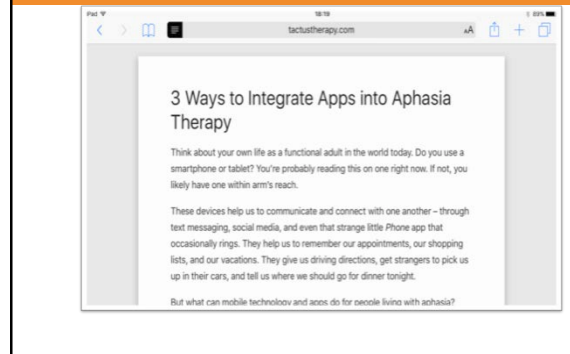 iPad 18:19 89%
tactustherapy.com AA
3 Ways to Integrate Apps into Aphasia
Therapy
Think about your own life as a functional adult in the world today. Do you use a
smartphone or tablet? You're probably reading this on one right now. If not, you
likely have one within arm's reach.
These devices help us to communicate and connect with one another – through
text messaging, social media, and even that strange little Phone app that
occasionally rings. They help us to remember our appointments, our shopping
lists, and our vacations. They give us driving directions, get strangers to pick us
up in their cars, and tell us where we should go for dinner tonight.
But what can mobile technology and apps do for people living with aphasia?